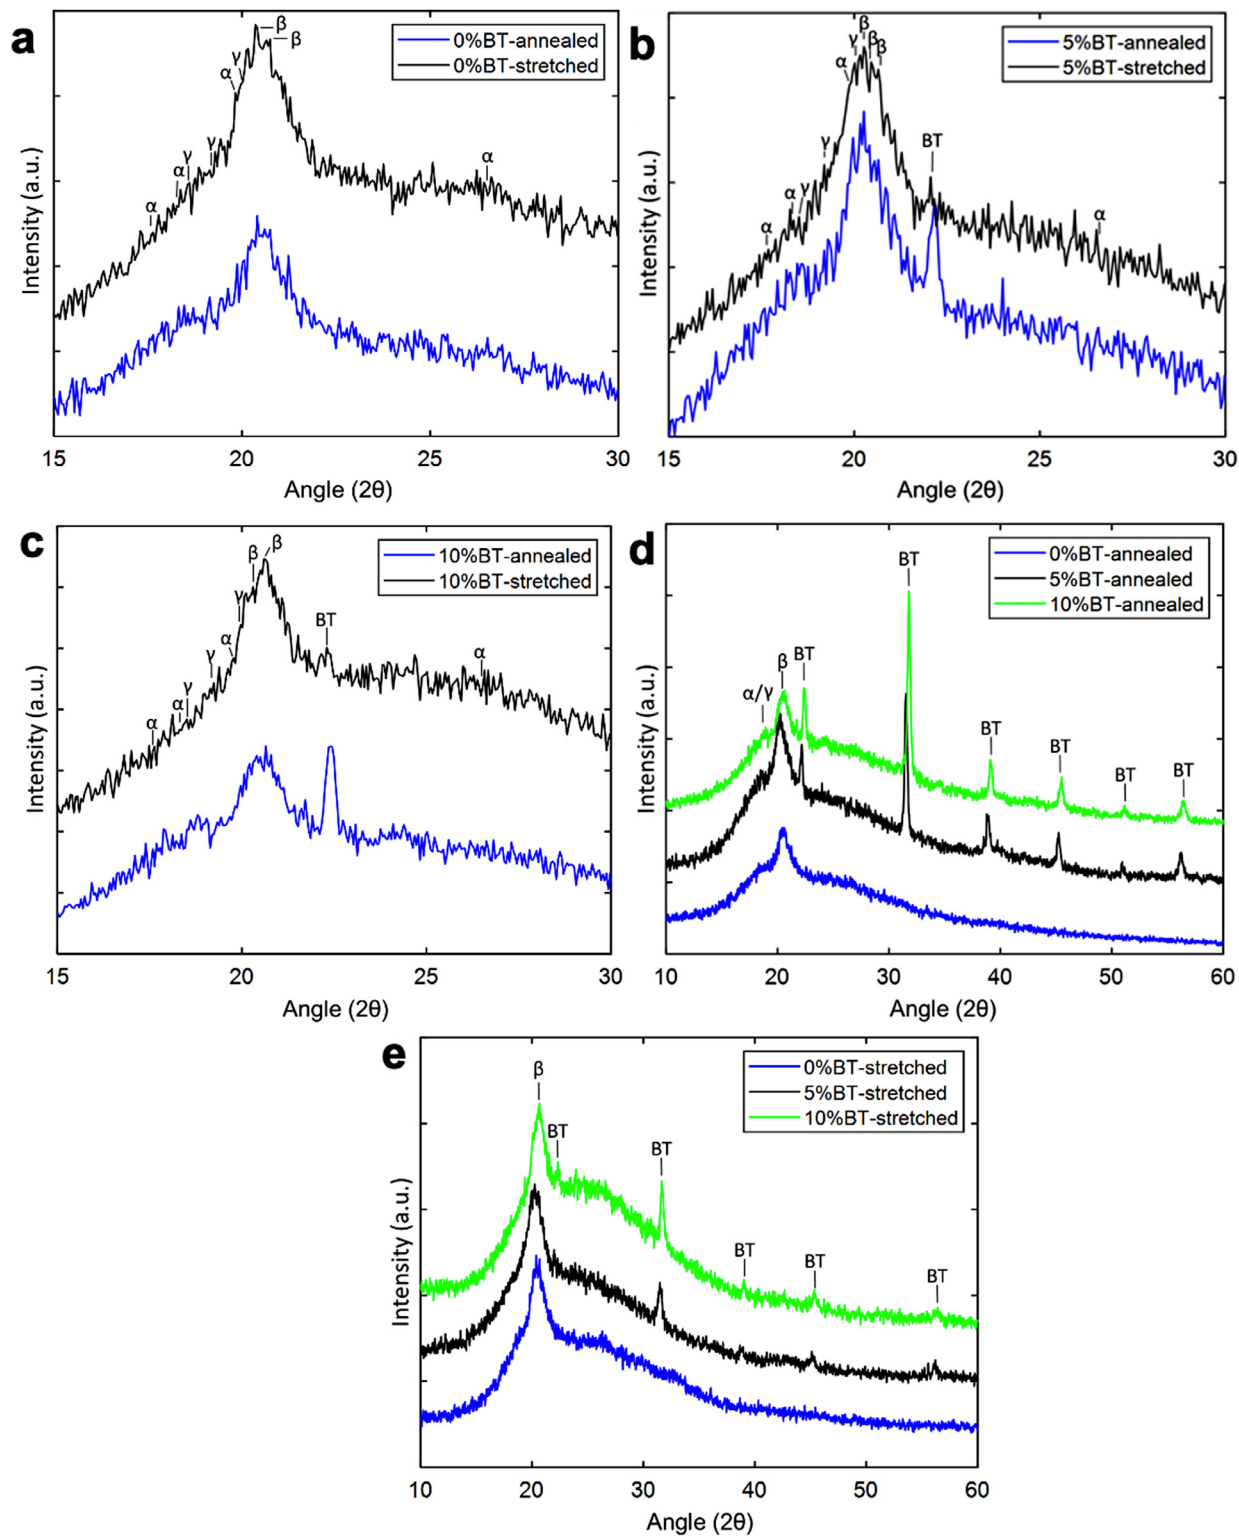 a
0%BT-annealed
0%BT-stretched
β
β
γ
α
γ
γ
α
α
α
Intensity (a.u.)
15 20 25 30
Angle (2θ)
b
5%BT-annealed
5%BT-stretched
β
β
γ
β
α
γ
BT
α
γ
α
α
Intensity (a.u.)
15 20 25 30
Angle (2θ)
c
10%BT-annealed
10%BT-stretched
β
β
γ
BT
α
γ
α
γ
α
α
Intensity (a.u.)
15 20 25 30
Angle (2θ)
d
0%BT-annealed
5%BT-annealed
10%BT-annealed
BT
β
BT
α/γ
BT
BT
BT
BT
Intensity (a.u.)
10 20 30 40 50 60
Angle (2θ)
e
0%BT-stretched
5%BT-stretched
10%BT-stretched
β
BT
BT
BT
BT
BT
Intensity (a.u.)
10 20 30 40 50 60
Angle (2θ)